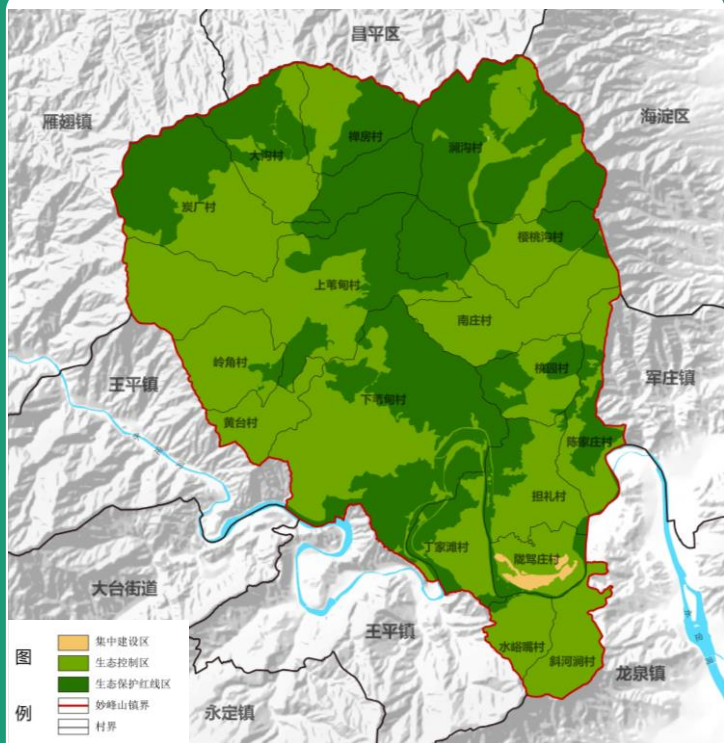 昌平区
雁翅镇
海淀区
禅房村
大沟村
涧沟村
炭厂村
樱桃沟村
上苇甸村
南庄村
岭角村
桃园村
军庄镇
王平镇
下苇甸村
黄台村
陈家庄村
担礼村
丁家滩村
陇驾庄村
大台街道
王平镇
水峪嘴村
斜河涧村
龙泉镇
永定镇
永定河
图例
集中建设区
生态控制区
生态保护红线区
妙峰山镇界
村界